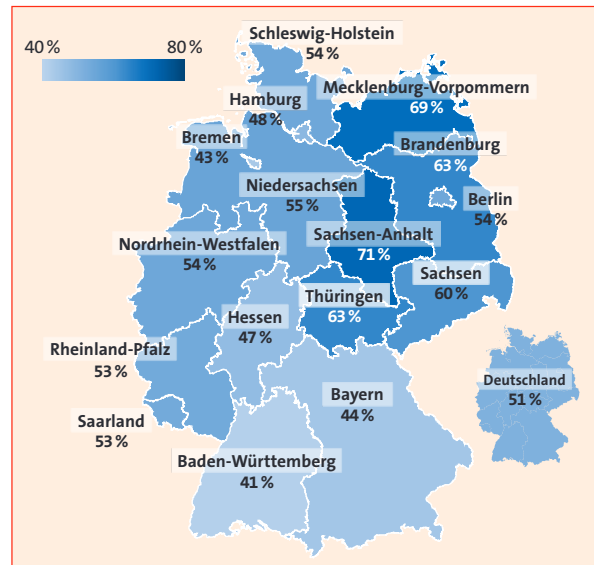 Schleswig-Holstein
54 %
40 %
80 %
Mecklenburg-Vorpommern
69 %
Hamburg
48 %
Bremen
43 %
Brandenburg
63 %
Niedersachsen
55 %
Berlin
54 %
Nordrhein-Westfalen
54 %
Sachsen-Anhalt
71 %
Sachsen
60 %
Thüringen
63 %
Hessen
47 %
Rheinland-Pfalz
53 %
Deutschland
51 %
Bayern
44 %
Saarland
53 %
Baden-Württemberg
41 %